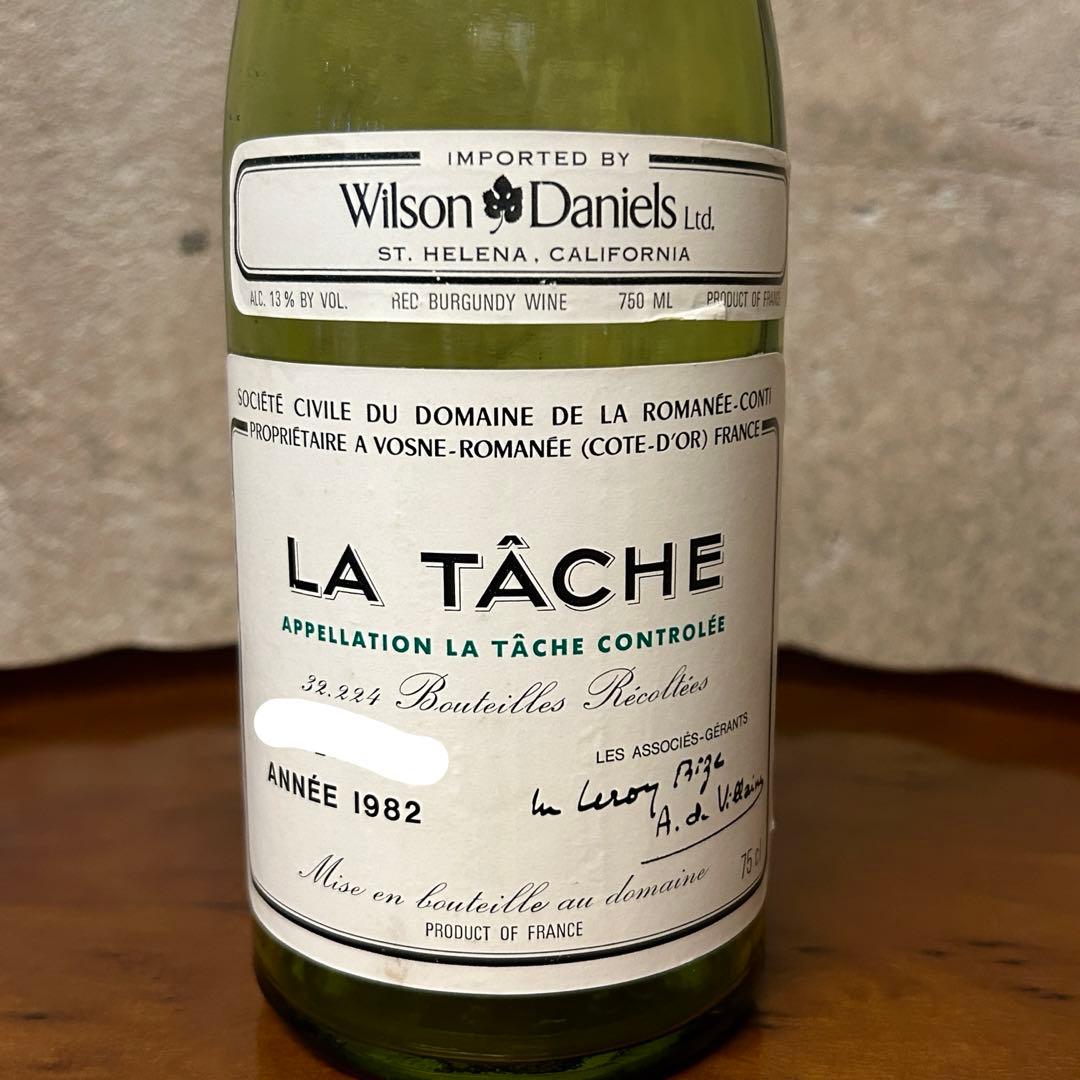 IMPORTED BY
Wilson Daniels Ltd.
ST. HELENA, CALIFORNIA
ALC. 13 % BY VOL. RED BURGUNDY WINE 750 ML PRODUCT OF FRANCE
SOCIÉTÉ CIVILE DU DOMAINE DE LA ROMANÉE-CONTI
PROPRIÉTAIRE A VOSNE-ROMANÉE (COTE-D'OR) FRANCE
LA TÂCHE
APPELLATION LA TÂCHE CONTROLÉE
32.224 Bouteilles Récoltées
LES ASSOCIÉS-GÉRANTS
ANNÉE 1982
Leroy Bize
A. de Villaine
Mise en bouteille au domaine 75 cl
PRODUCT OF FRANCE